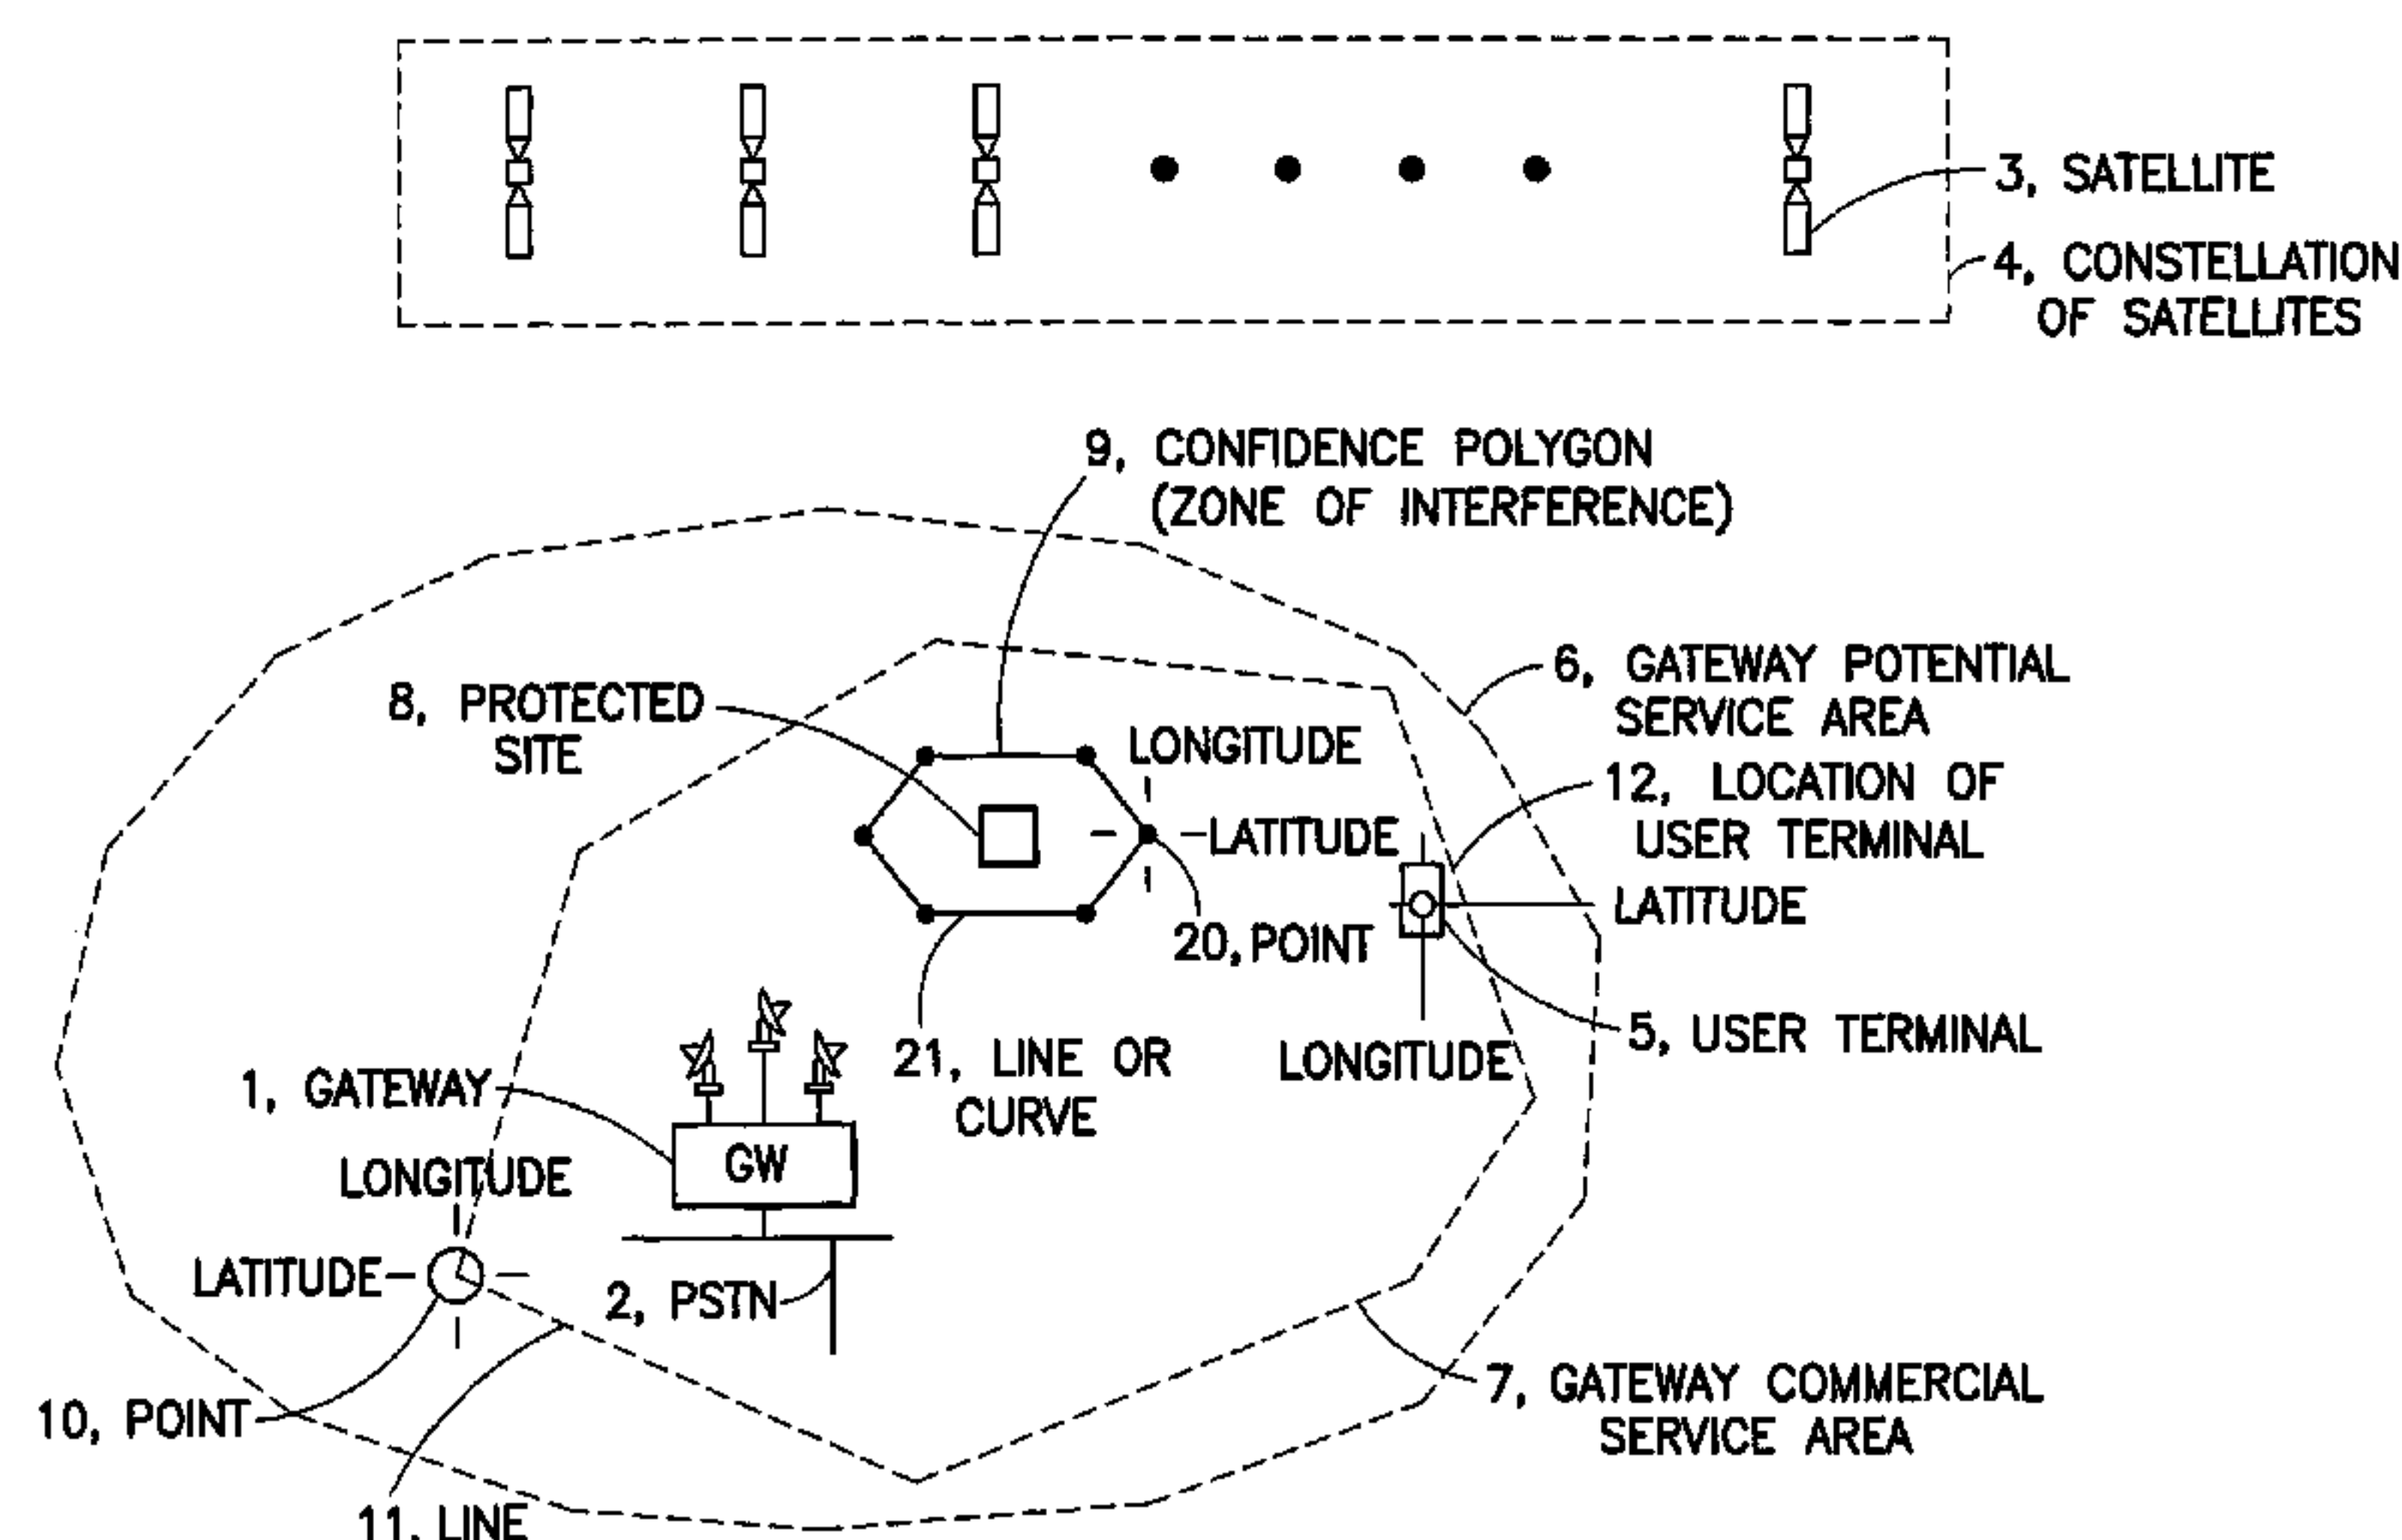 3, SATELLITE
4, CONSTELLATION
OF SATELLITES
9, CONFIDENCE POLYGON
(ZONE OF INTERFERENCE)
6, GATEWAY POTENTIAL
SERVICE AREA
8, PROTECTED
SITE
LONGITUDE
12, LOCATION OF
USER TERMINAL
LATITUDE
LATITUDE
20, POINT
5, USER TERMINAL
21, LINE OR
CURVE
LONGITUDE
1, GATEWAY
GW
LONGITUDE
LATITUDE
2, PSTN
10, POINT
7, GATEWAY COMMERCIAL
SERVICE AREA
11, LINE